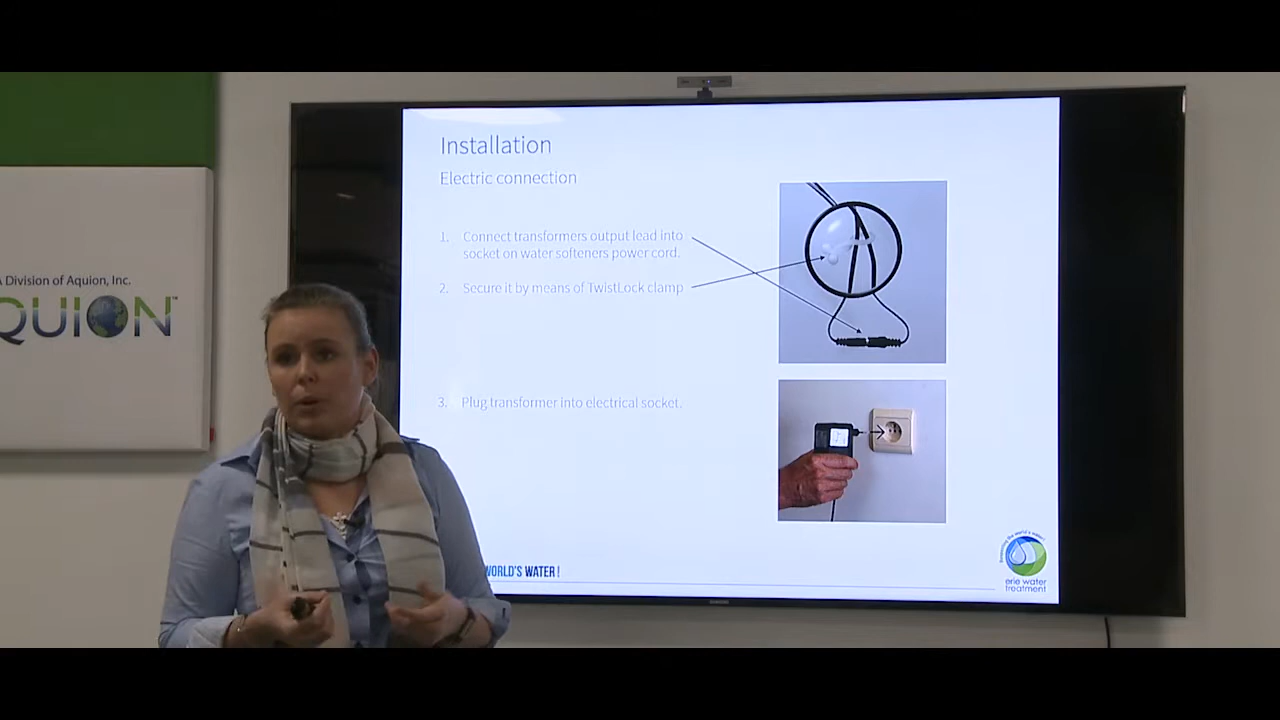 Installation
Electric connection
1. Connect transformers output lead into
socket on water softeners power cord.
2. Secure it by means of TwistLock clamp
3. Plug transformer into electrical socket.
A Division of Aquion, Inc.
QUION™
WORLD'S WATER!
erie water
treatment